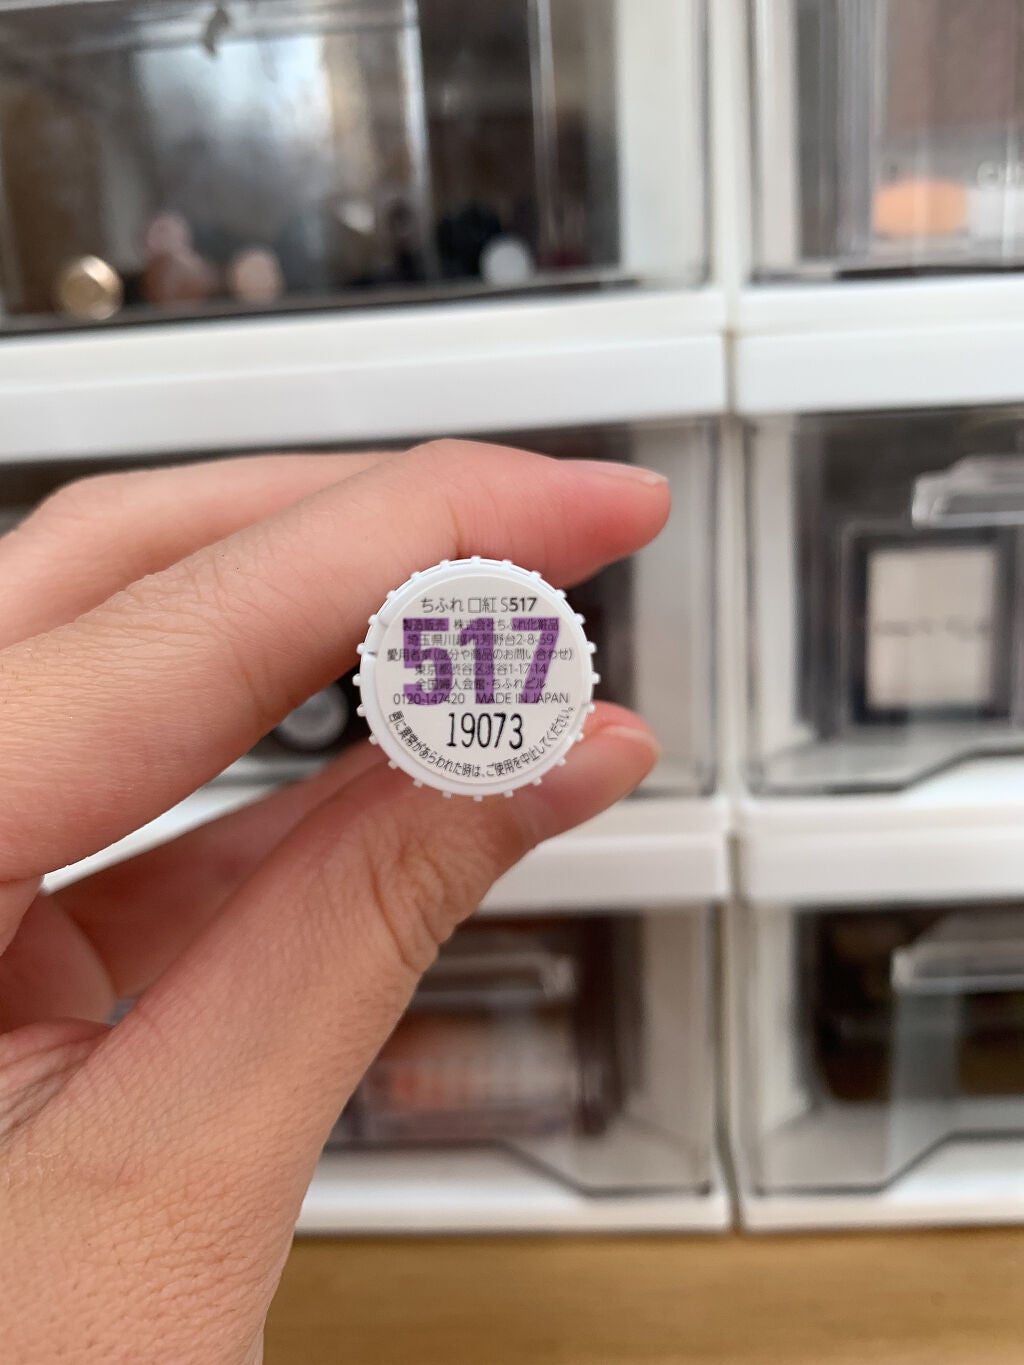 ちふれ 口紅 S517
517
製造販売 株式会社ちふれ化粧品
埼玉県川越市芳野台2-8-59
愛用者室(成分や商品のお問い合わせ)
東京都渋谷区渋谷1-17-14
全国婦人会館・ちふれビル
0120-147420 MADE IN JAPAN
19073
唇に異常があらわれた時は、ご使用を中止してください。